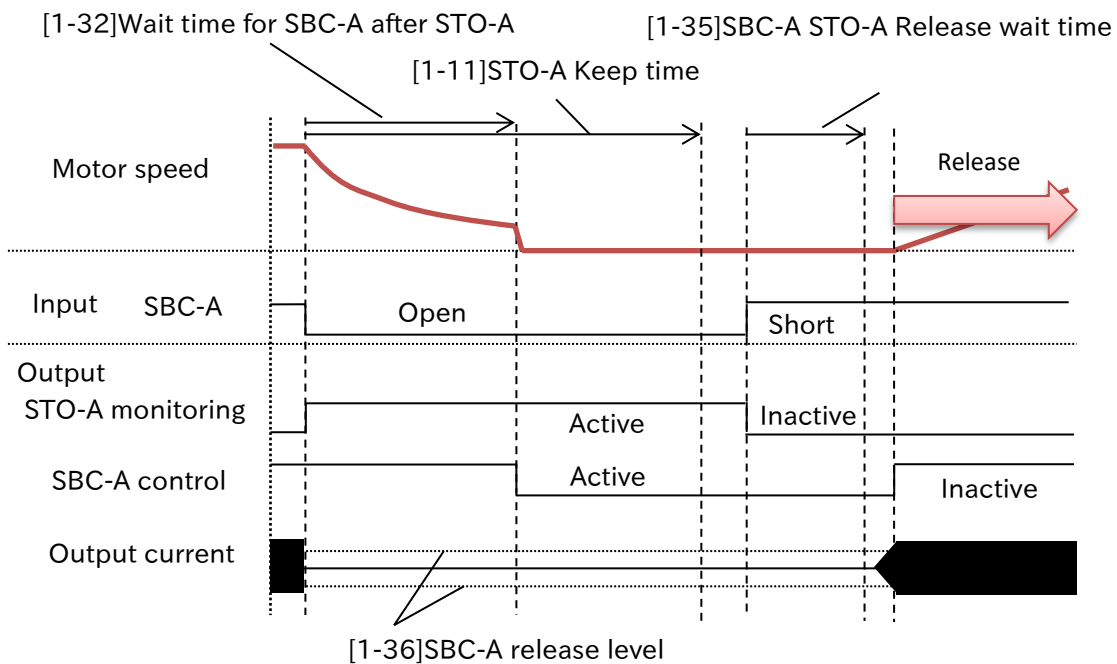 [1-32]Wait time for SBC-A after STO-A
[1-35]SBC-A STO-A Release wait time
[1-11]STO-A Keep time
Motor speed
Release
Input SBC-A
Open
Short
Output
STO-A monitoring
Active
Inactive
SBC-A control
Active
Inactive
Output current
[1-36]SBC-A release level